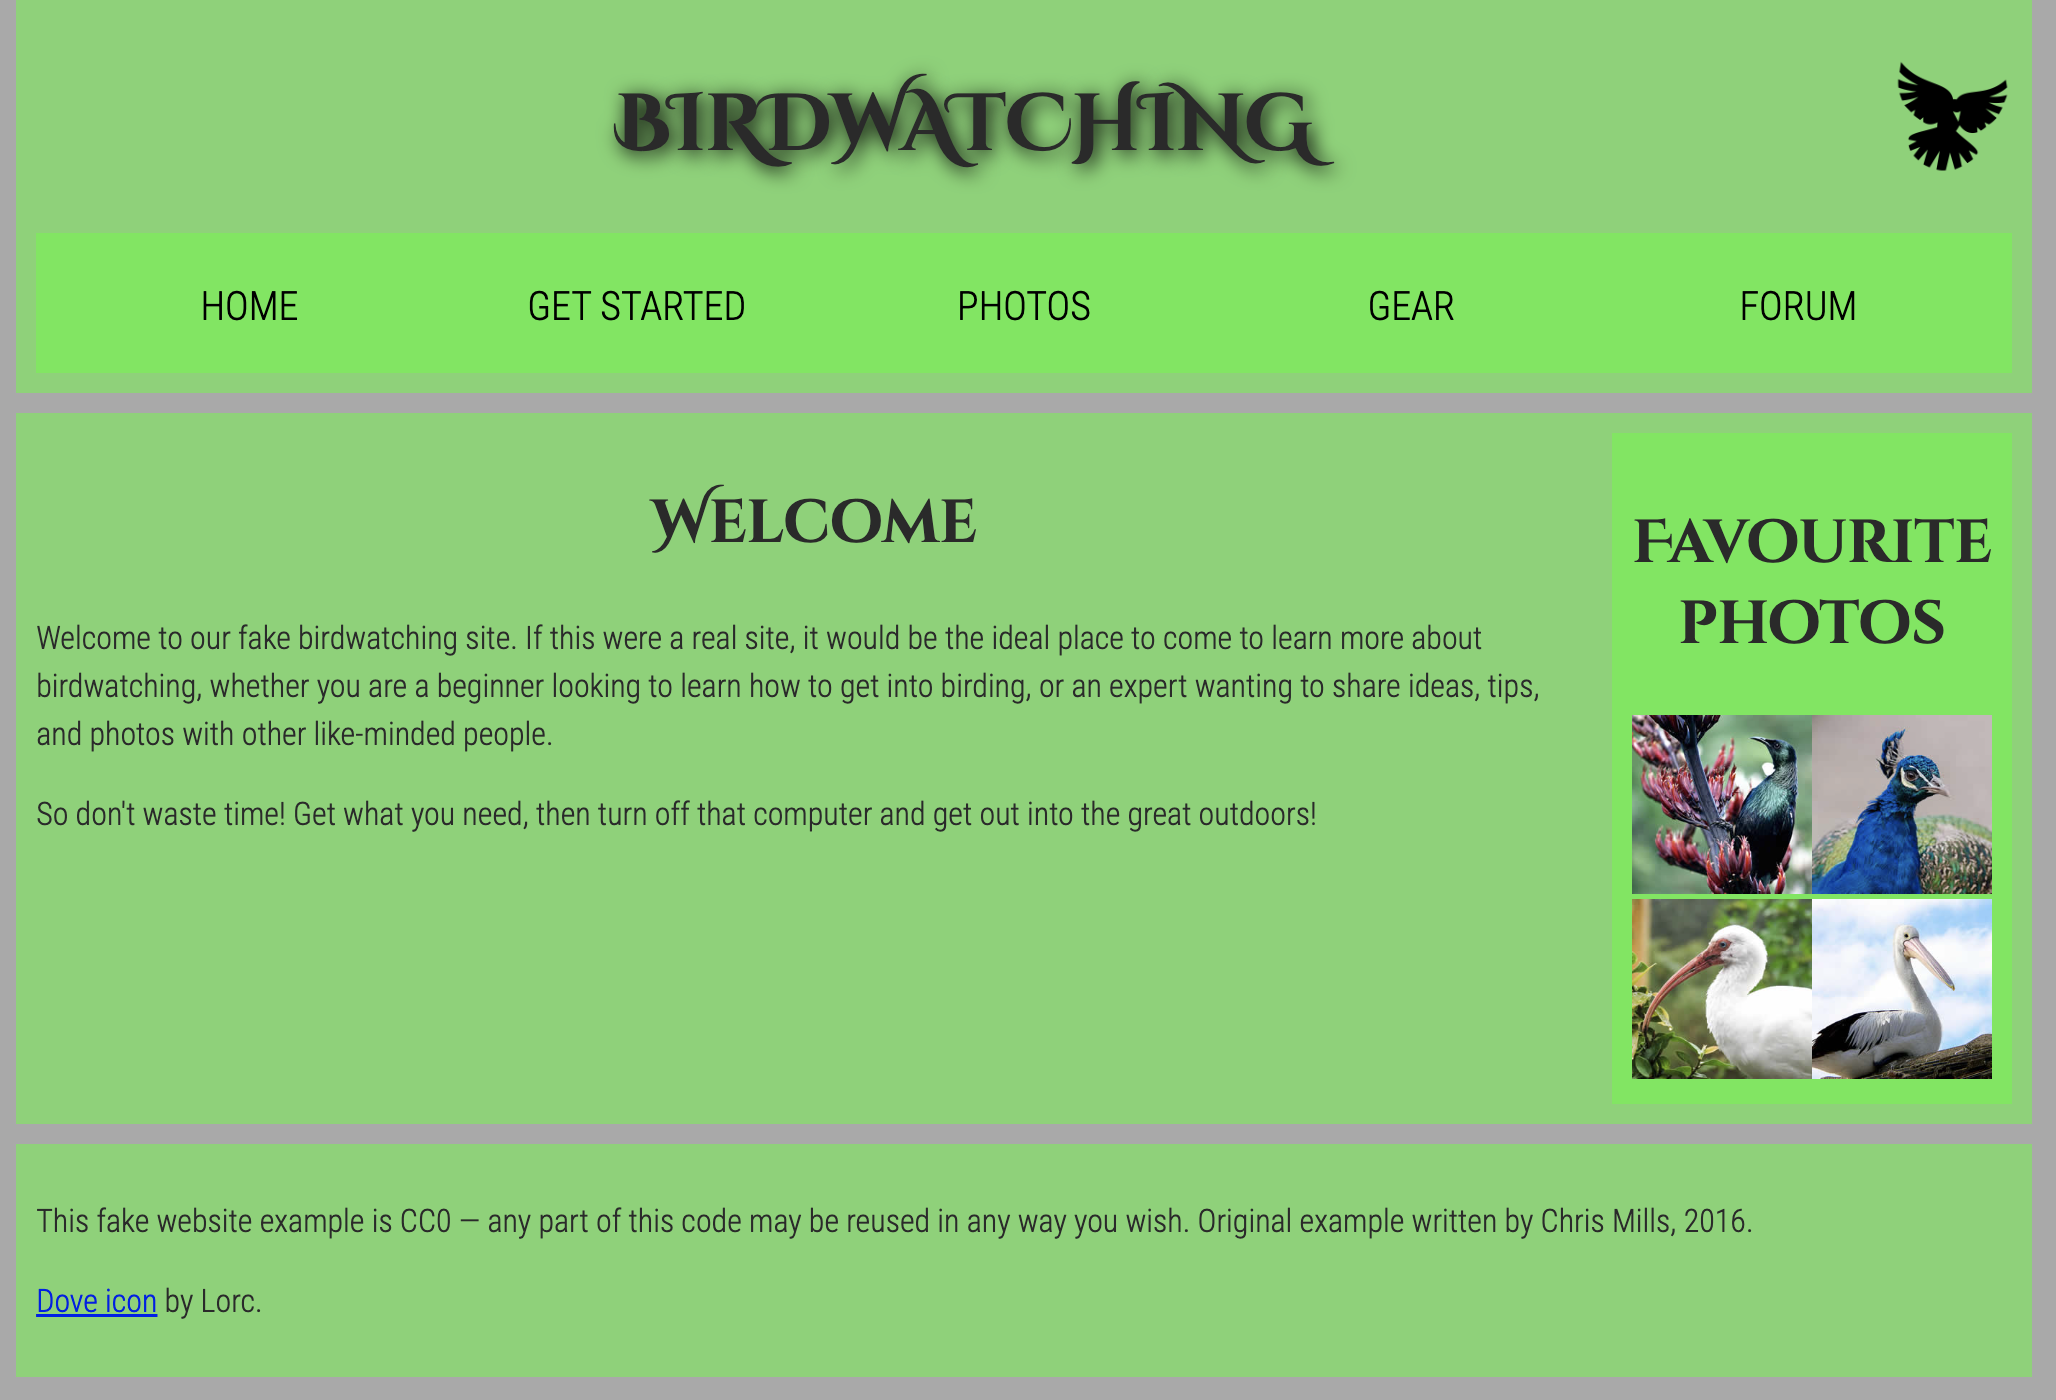 BIRDWATCHING
HOME
GET STARTED
PHOTOS
GEAR
FORUM
WELCOME
Welcome to our fake birdwatching site. If this were a real site, it would be the ideal place to come to learn more about
birdwatching, whether you are a beginner looking to learn how to get into birding, or an expert wanting to share ideas, tips,
and photos with other like-minded people.
So don't waste time! Get what you need, then turn off that computer and get out into the great outdoors!
FAVOURITE
PHOTOS
This fake website example is CC0 — any part of this code may be reused in any way you wish. Original example written by Chris Mills, 2016.
Dove icon by Lorc.